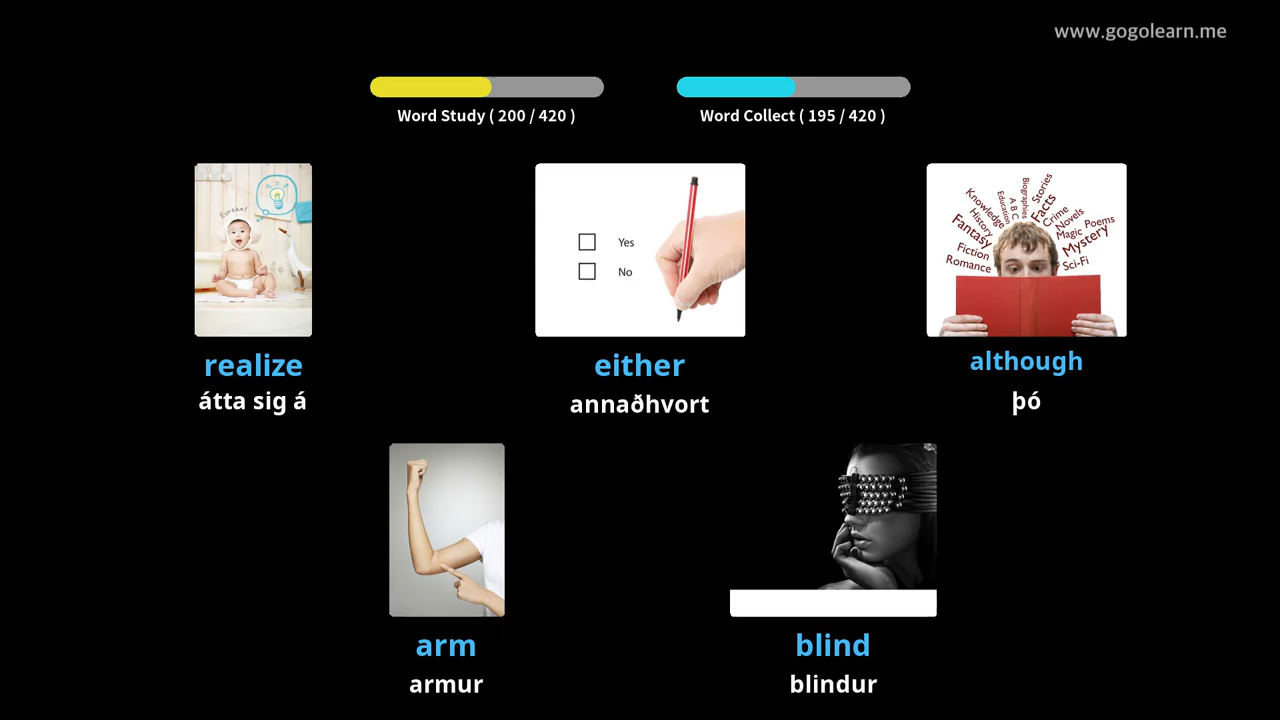 www.gogolearn.me
Word Study ( 200 / 420 )
Word Collect ( 195 / 420 )
Eureka!
Yes
No
Knowledge
History
Fantasy
Fiction
Romance
Education
A B C
Biographies
Stories
Facts
Crime
Novels
Magic
Poems
Mystery
Sci-Fi
realize
átta sig á
either
annaðhvort
although
þó
arm
armur
blind
blindur